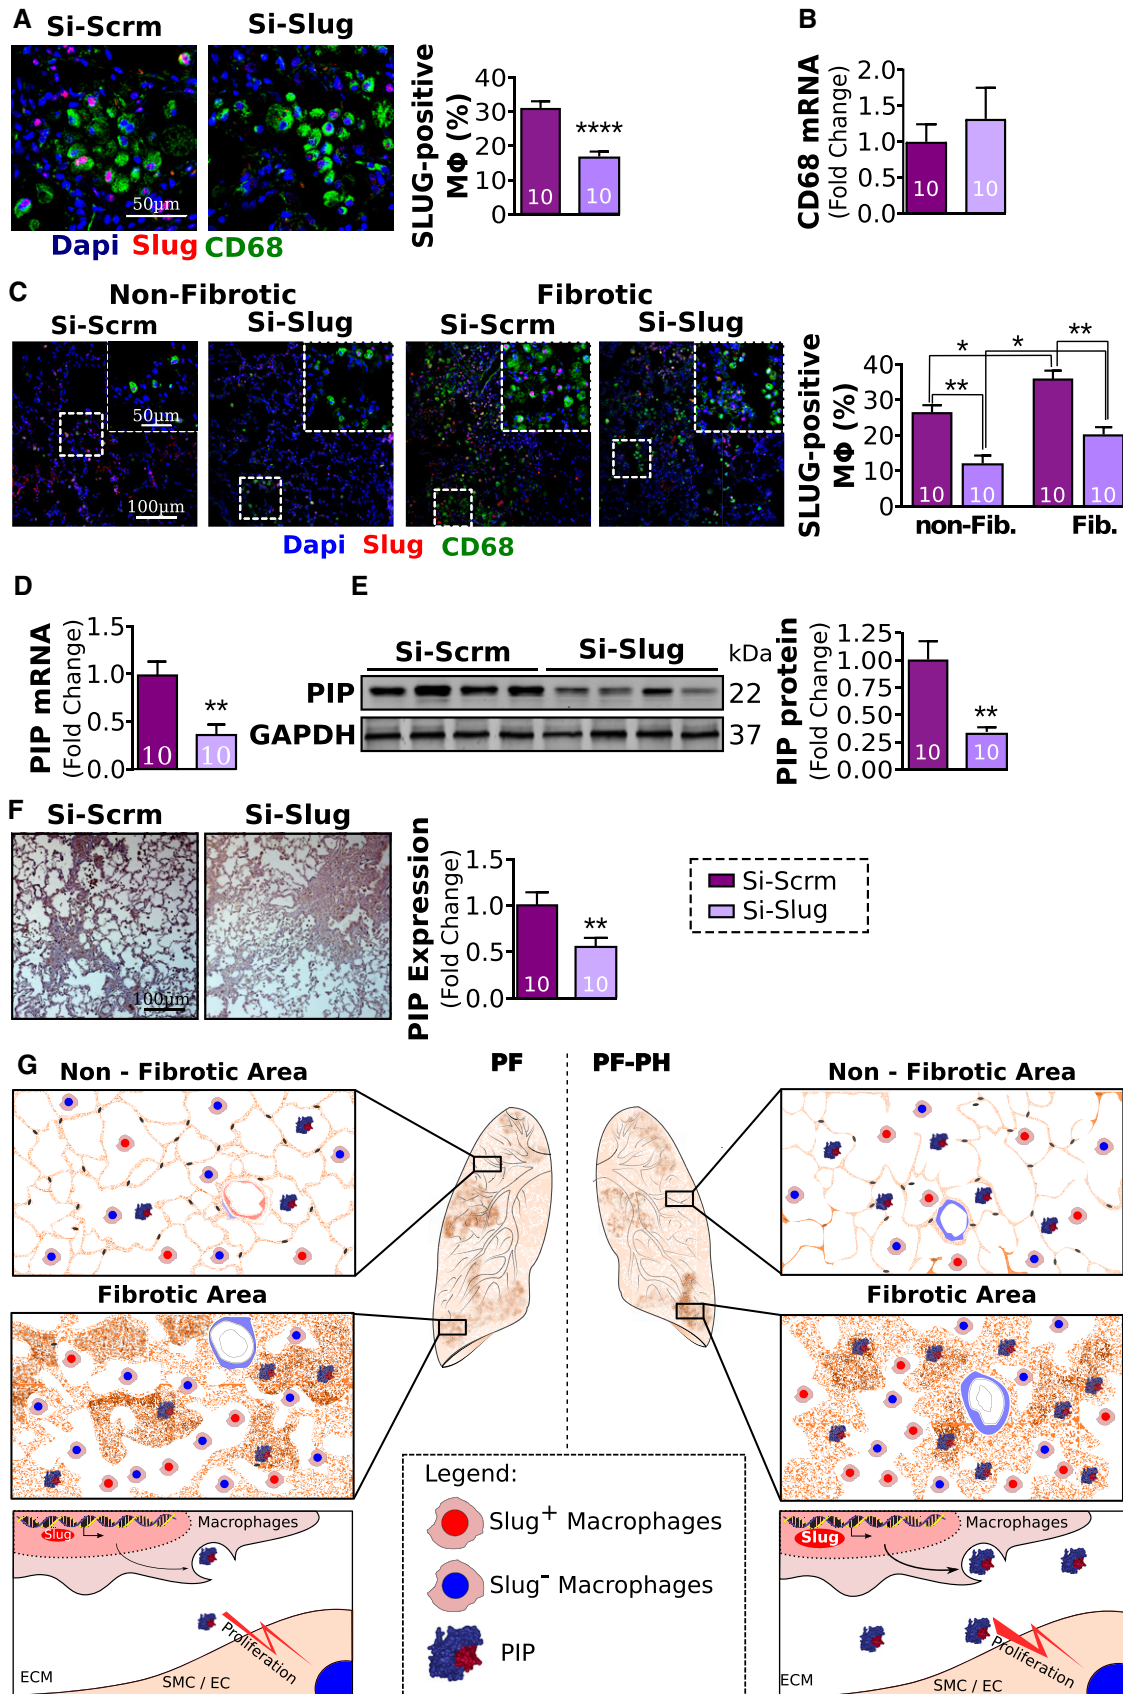 A
Si-Scrm
Si-Slug
50µm
Dapi Slug CD68
SLUG-positive
MΦ (%)
40
30
20
10
0
****
10
10
B
CD68 mRNA
(Fold Change)
2.0
1.5
1.0
0.5
0.0
10
10
C
Non-Fibrotic
Fibrotic
Si-Scrm
Si-Slug
Si-Scrm
Si-Slug
50µm
100µm
Dapi Slug CD68
SLUG-positive
MΦ (%)
40
30
20
10
0
*
**
*
**
10
10
10
10
non-Fib.
Fib.
D
PIP mRNA
(Fold Change)
1.5
1.0
0.5
0.0
**
10
10
E
Si-Scrm
Si-Slug
kDa
PIP
22
GAPDH
37
PIP protein
(Fold Change)
1.25
1.00
0.75
0.50
0.25
0.00
**
10
10
F
Si-Scrm
Si-Slug
100µm
PIP Expression
(Fold Change)
1.5
1.0
0.5
0.0
**
10
10
Si-Scrm
Si-Slug
G
PF
PF-PH
Non - Fibrotic Area
Non - Fibrotic Area
Fibrotic Area
Fibrotic Area
Slug
Macrophages
Proliferation
ECM
SMC / EC
Legend:
Slug+ Macrophages
Slug- Macrophages
PIP
Slug
Macrophages
Proliferation
ECM
SMC / EC